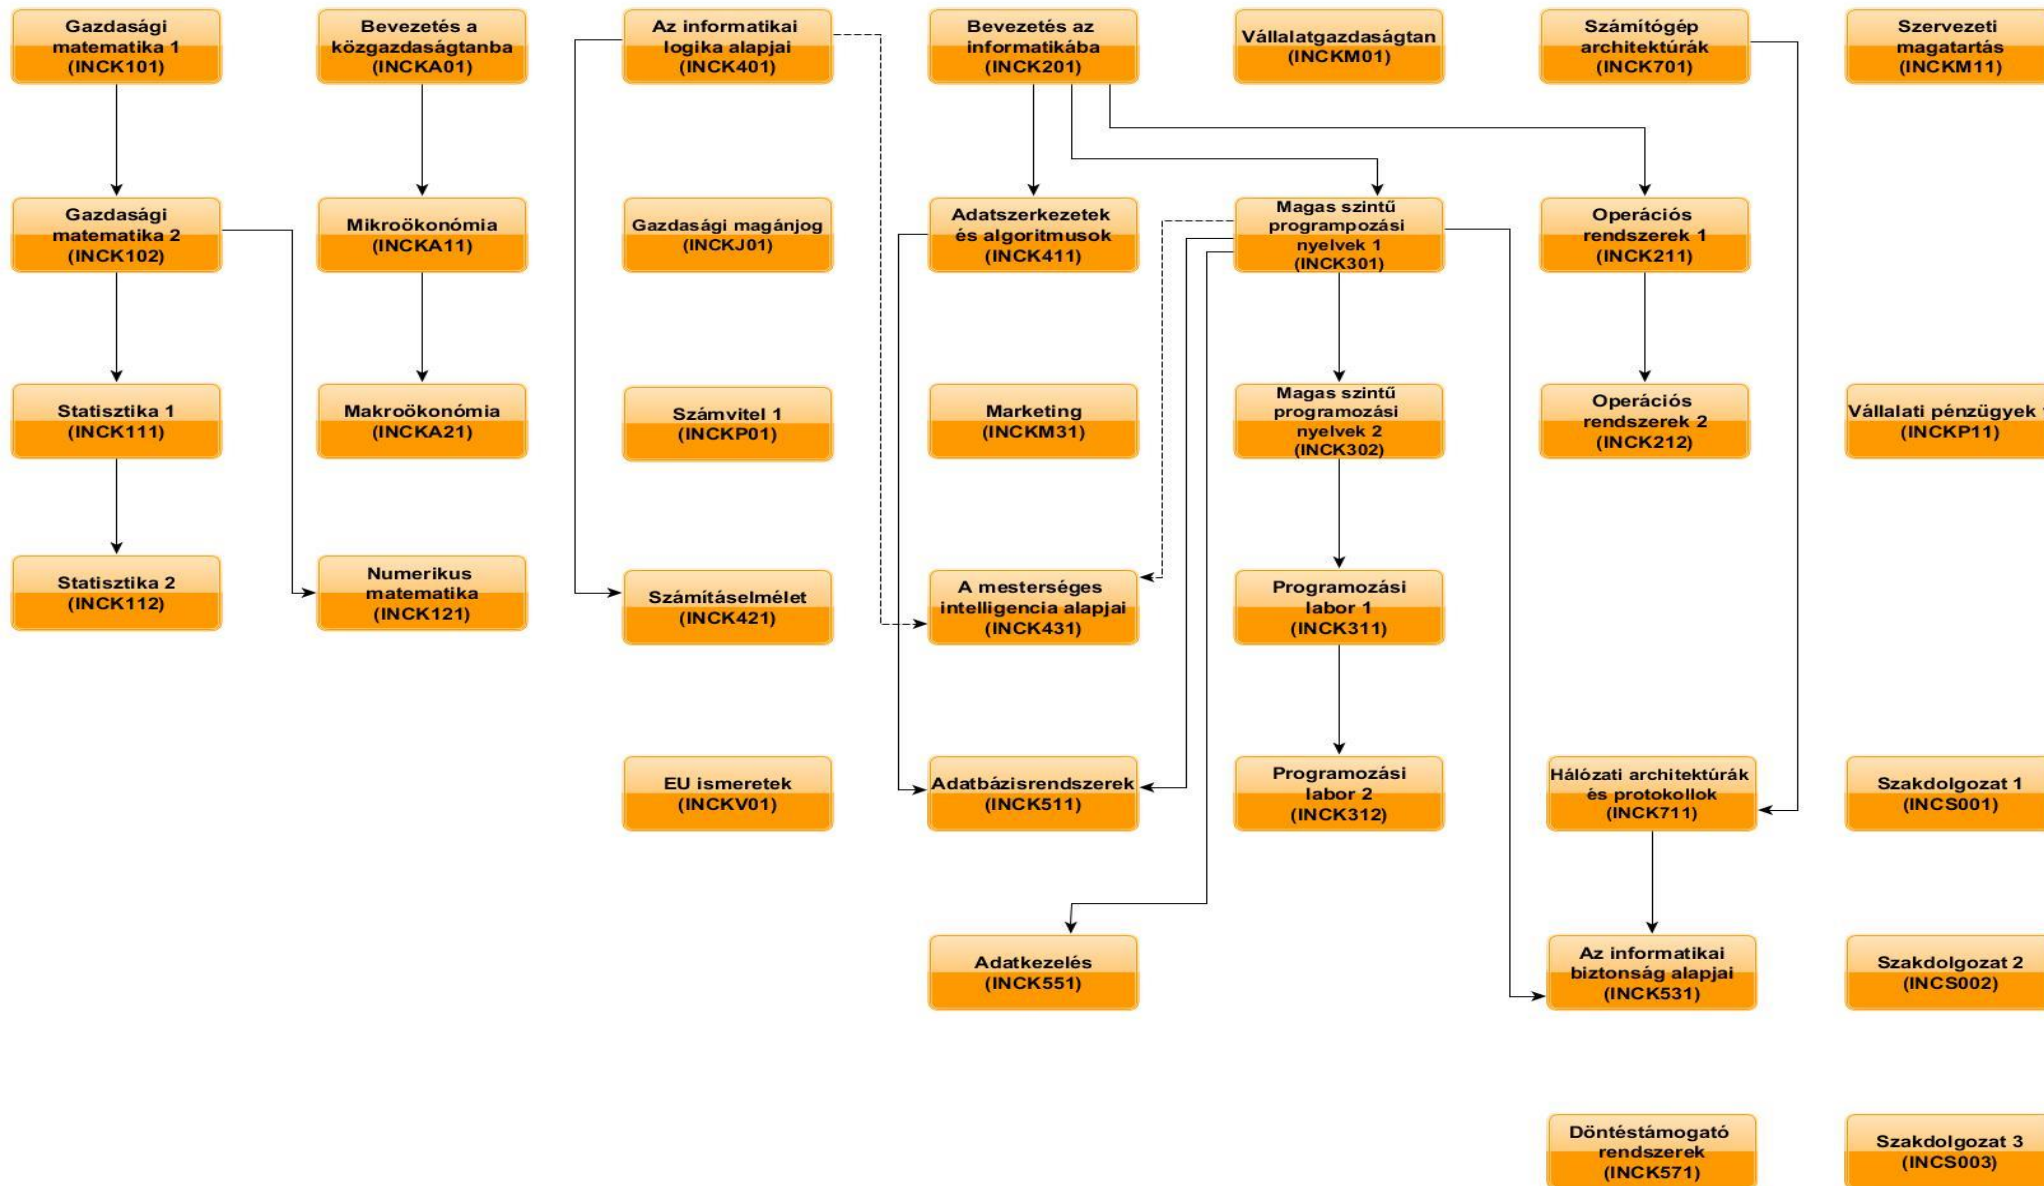 Gazdasági
matematika 1
(INCK101)
Bevezetés a
közgazdaságtanba
(INCKA01)
Az informatikai
logika alapjai
(INCK401)
Bevezetés az
informatikába
(INCK201)
Vállalatgazdaságtan
(INCKM01)
Számítógép
architektúrák
(INCK701)
Szervezeti
magatartás
(INCKM11)
Gazdasági
matematika 2
(INCK102)
Mikroökonómia
(INCKA11)
Gazdasági magánjog
(INCKJ01)
Adatszerkezetek
és algoritmusok
(INCK411)
Magas szintű
programpozási
nyelvek 1
(INCK301)
Operációs
rendszerek 1
(INCK211)
Statisztika 1
(INCK111)
Makroökonómia
(INCKA21)
Számvitel 1
(INCKP01)
Marketing
(INCKM31)
Magas szintű
programozási
nyelvek 2
(INCK302)
Operációs
rendszerek 2
(INCK212)
Vállalati pénzügyek
(INCKP11)
Statisztika 2
(INCK112)
Numerikus
matematika
(INCK121)
Számításelmélet
(INCK421)
A mesterséges
intelligencia alapjai
(INCK431)
Programozási
labor 1
(INCK311)
EU ismeretek
(INCKV01)
Adatbázisrendszerek
(INCK511)
Programozási
labor 2
(INCK312)
Hálózati architektúrák
és protokollok
(INCK711)
Szakdolgozat 1
(INCS001)
Adatkezelés
(INCK551)
Az informatikai
biztonság alapjai
(INCK531)
Szakdolgozat 2
(INCS002)
Döntéstámogató
rendszerek
(INCK571)
Szakdolgozat 3
(INCS003)